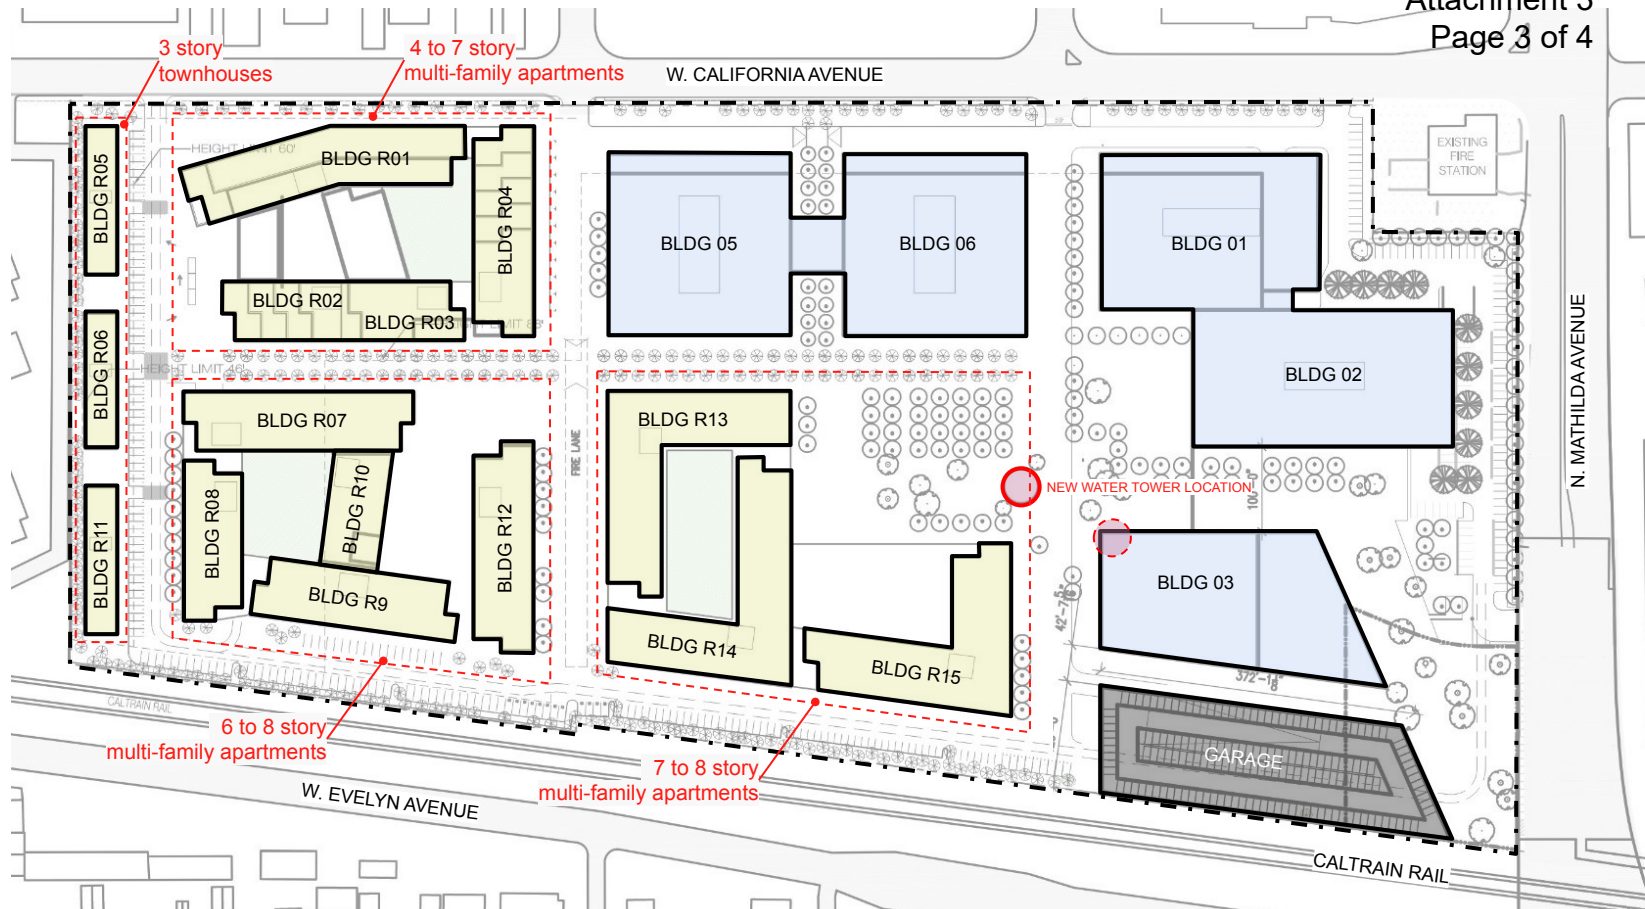 Attachment 3
Page 3 of 4
3 story
townhouses
4 to 7 story
multi-family apartments
W. CALIFORNIA AVENUE
HEIGHT LIMIT 60'
BLDG R01
BLDG R05
BLDG R04
BLDG 05
BLDG 06
BLDG 01
EXISTING
FIRE
STATION
BLDG R02
BLDG R03
BLDG R06
HEIGHT LIMIT 46'
BLDG 02
N. MATHILDA AVENUE
BLDG R07
BLDG R13
FIRE LANE
BLDG R08
BLDG R10
BLDG R12
BLDG R11
NEW WATER TOWER LOCATION
100'-0"
BLDG R9
BLDG 03
BLDG R14
BLDG R15
CALTRAIN RAIL
6 to 8 story
multi-family apartments
7 to 8 story
multi-family apartments
GARAGE
W. EVELYN AVENUE
CALTRAIN RAIL